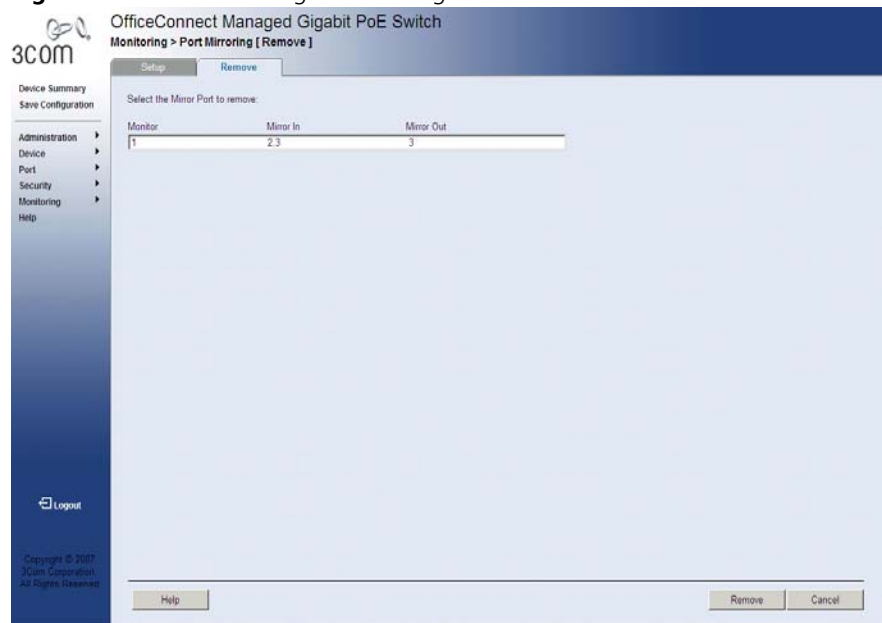 OfficeConnect Managed Gigabit PoE Switch
Monitoring > Port Mirroring [ Remove ]
3COM
Setup
Remove
Device Summary
Save Configuration
Administration
Device
Port
Security
Monitoring
Help
Select the Mirror Port to remove:
Monitor Mirror In Mirror Out
1 2.3 3
Logout
Copyright © 2007
3Com Corporation.
All Rights Reserved.
Help
Remove
Cancel